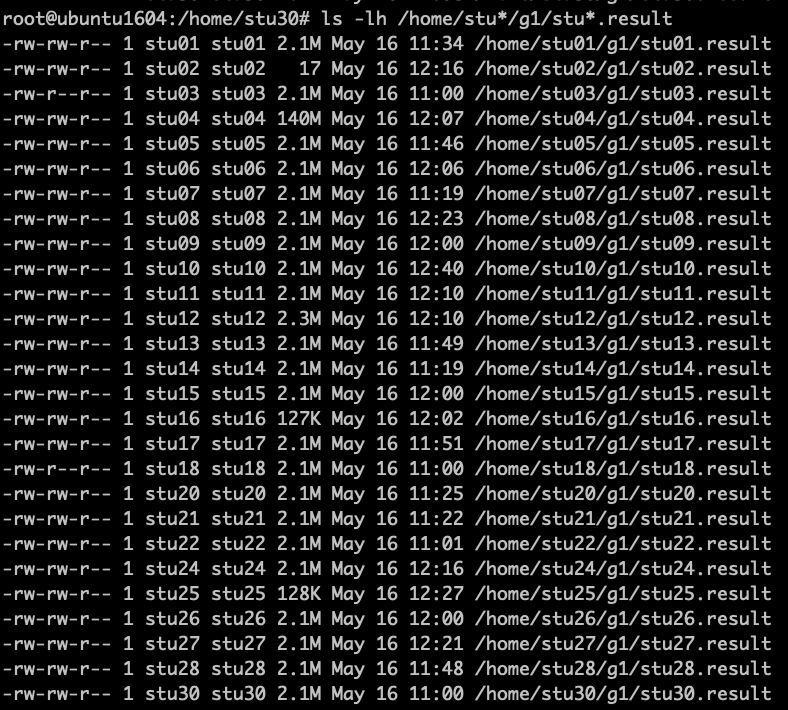 root@ubuntu1604:/home/stu30# ls -lh /home/stu*/g1/stu*.result
-rw-rw-r-- 1 stu01 stu01 2.1M May 16 11:34 /home/stu01/g1/stu01.result
-rw-rw-r-- 1 stu02 stu02   17 May 16 12:16 /home/stu02/g1/stu02.result
-rw-r--r-- 1 stu03 stu03 2.1M May 16 11:00 /home/stu03/g1/stu03.result
-rw-rw-r-- 1 stu04 stu04 140M May 16 12:07 /home/stu04/g1/stu04.result
-rw-rw-r-- 1 stu05 stu05 2.1M May 16 11:46 /home/stu05/g1/stu05.result
-rw-rw-r-- 1 stu06 stu06 2.1M May 16 12:06 /home/stu06/g1/stu06.result
-rw-rw-r-- 1 stu07 stu07 2.1M May 16 11:19 /home/stu07/g1/stu07.result
-rw-rw-r-- 1 stu08 stu08 2.1M May 16 12:23 /home/stu08/g1/stu08.result
-rw-rw-r-- 1 stu09 stu09 2.1M May 16 12:00 /home/stu09/g1/stu09.result
-rw-rw-r-- 1 stu10 stu10 2.1M May 16 12:40 /home/stu10/g1/stu10.result
-rw-rw-r-- 1 stu11 stu11 2.1M May 16 12:10 /home/stu11/g1/stu11.result
-rw-rw-r-- 1 stu12 stu12 2.3M May 16 12:10 /home/stu12/g1/stu12.result
-rw-rw-r-- 1 stu13 stu13 2.1M May 16 11:49 /home/stu13/g1/stu13.result
-rw-rw-r-- 1 stu14 stu14 2.1M May 16 11:19 /home/stu14/g1/stu14.result
-rw-rw-r-- 1 stu15 stu15 2.1M May 16 12:00 /home/stu15/g1/stu15.result
-rw-rw-r-- 1 stu16 stu16 127K May 16 12:02 /home/stu16/g1/stu16.result
-rw-rw-r-- 1 stu17 stu17 2.1M May 16 11:51 /home/stu17/g1/stu17.result
-rw-r--r-- 1 stu18 stu18 2.1M May 16 11:00 /home/stu18/g1/stu18.result
-rw-rw-r-- 1 stu20 stu20 2.1M May 16 11:25 /home/stu20/g1/stu20.result
-rw-rw-r-- 1 stu21 stu21 2.1M May 16 11:22 /home/stu21/g1/stu21.result
-rw-rw-r-- 1 stu22 stu22 2.1M May 16 11:01 /home/stu22/g1/stu22.result
-rw-rw-r-- 1 stu24 stu24 2.1M May 16 12:16 /home/stu24/g1/stu24.result
-rw-rw-r-- 1 stu25 stu25 128K May 16 12:27 /home/stu25/g1/stu25.result
-rw-rw-r-- 1 stu26 stu26 2.1M May 16 12:00 /home/stu26/g1/stu26.result
-rw-rw-r-- 1 stu27 stu27 2.1M May 16 12:21 /home/stu27/g1/stu27.result
-rw-rw-r-- 1 stu28 stu28 2.1M May 16 11:48 /home/stu28/g1/stu28.result
-rw-rw-r-- 1 stu30 stu30 2.1M May 16 11:00 /home/stu30/g1/stu30.result